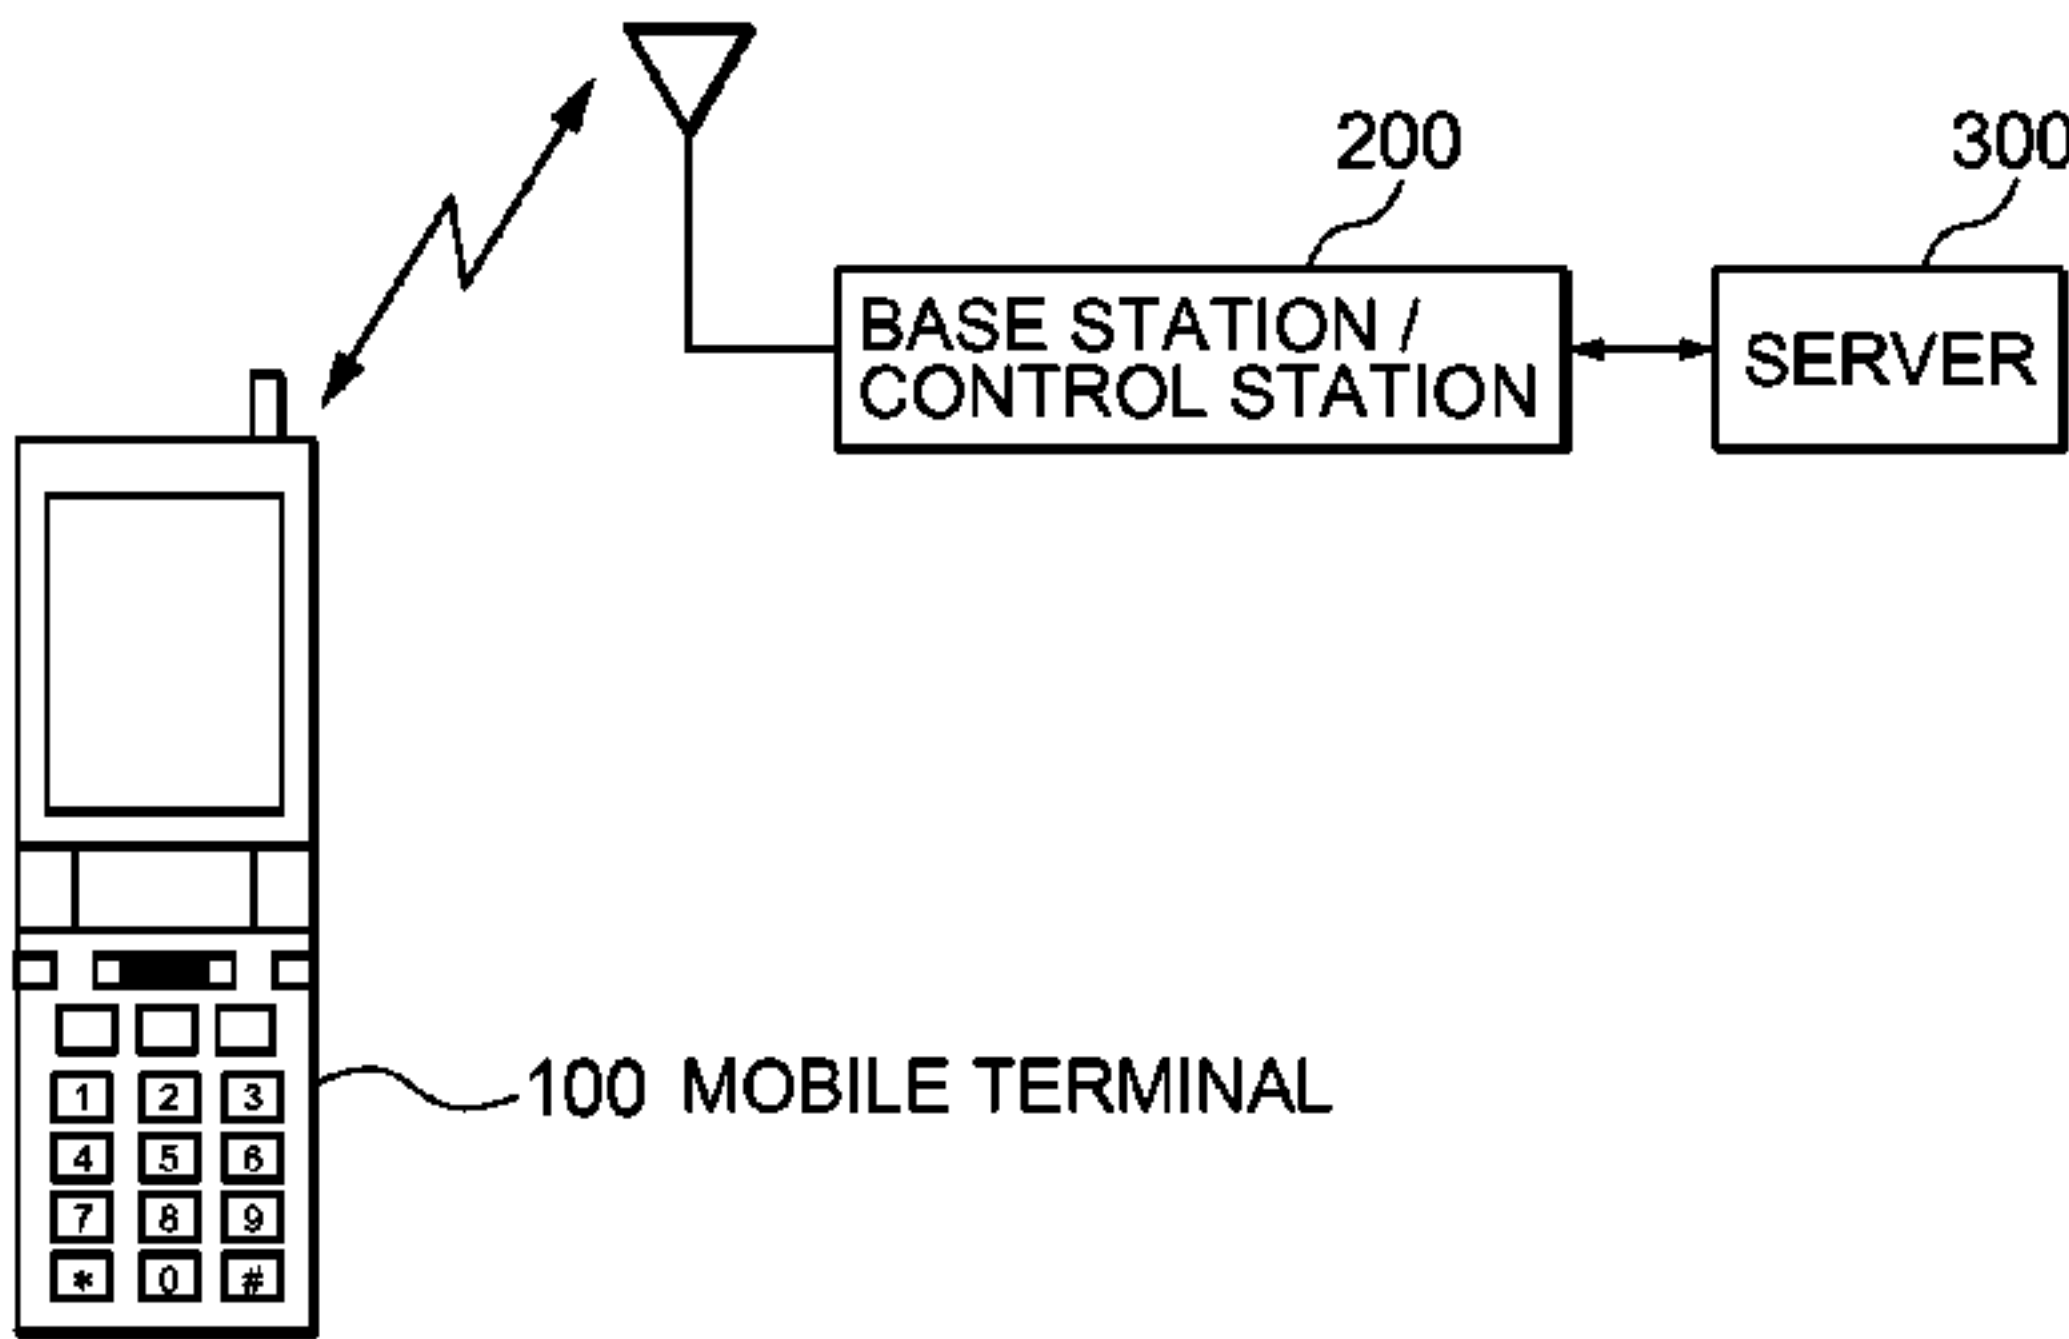 200
300
BASE STATION /
CONTROL STATION
SERVER
100 MOBILE TERMINAL
1 2 3
4 5 6
7 8 9
* 0 #